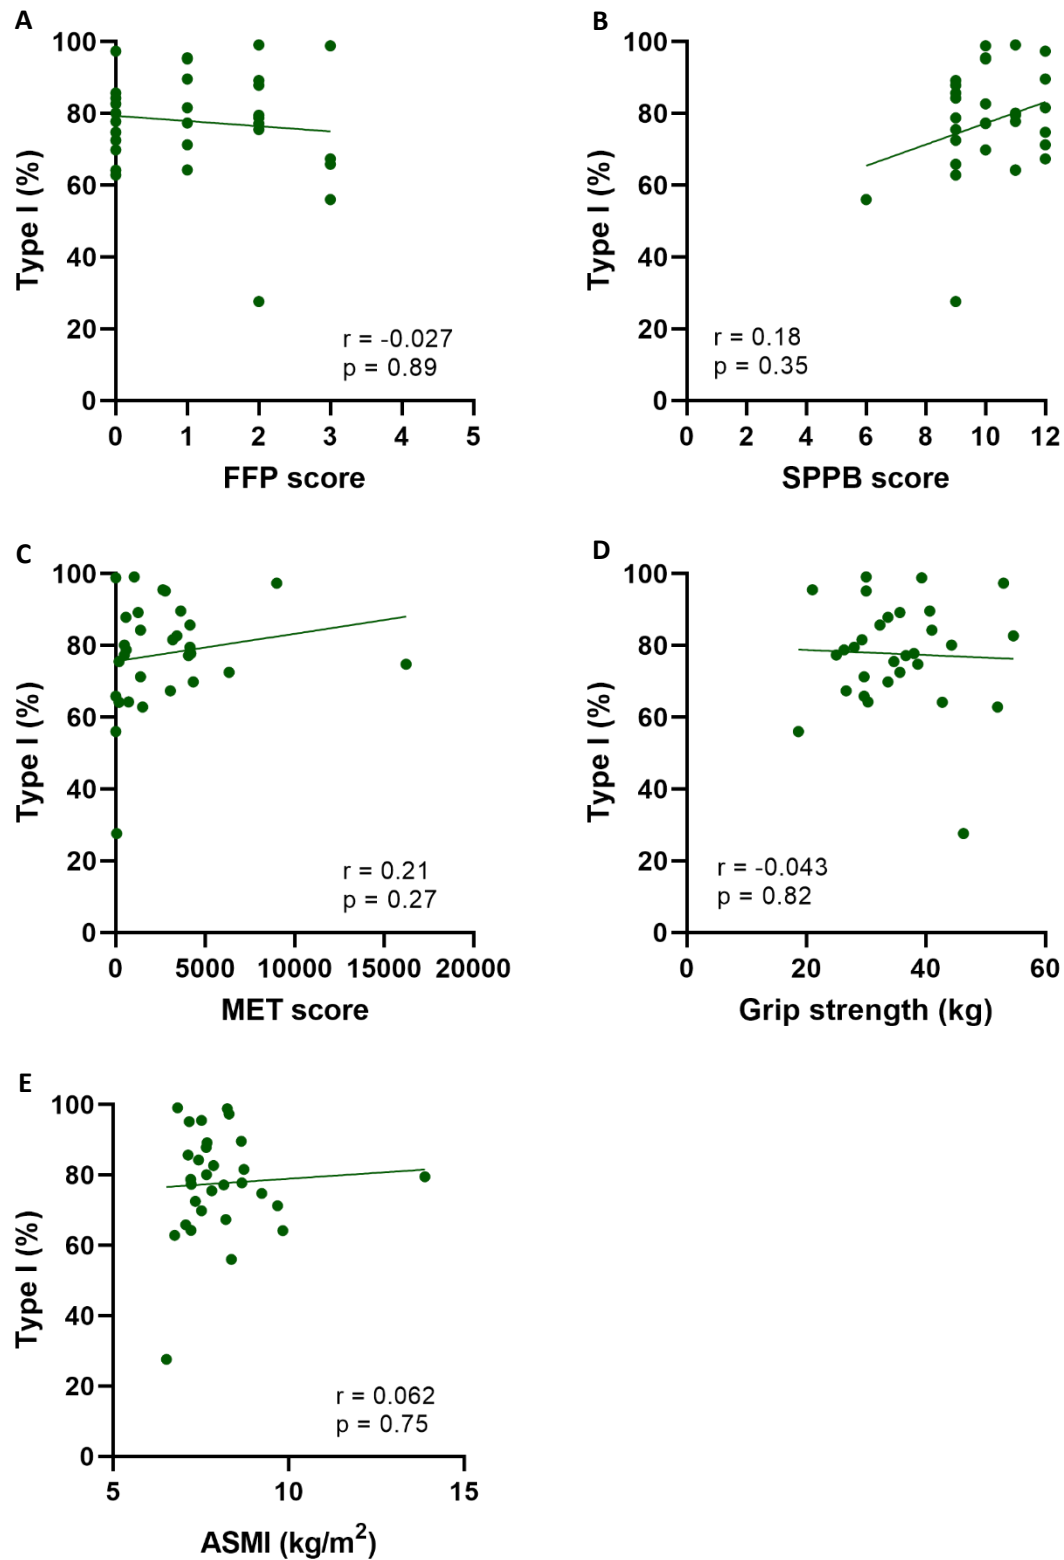 A
Type I (%)
100
80
60
40
20
0
r = -0.027
p = 0.89
0 1 2 3 4 5
FFP score
B
Type I (%)
100
80
60
40
20
0
r = 0.18
p = 0.35
0 2 4 6 8 10 12
SPPB score
C
Type I (%)
100
80
60
40
20
0
r = 0.21
p = 0.27
0 5000 10000 15000 20000
MET score
D
Type I (%)
100
80
60
40
20
0
r = -0.043
p = 0.82
0 20 40 60
Grip strength (kg)
E
Type I (%)
100
80
60
40
20
0
r = 0.062
p = 0.75
5 10 15
ASMI (kg/m²)